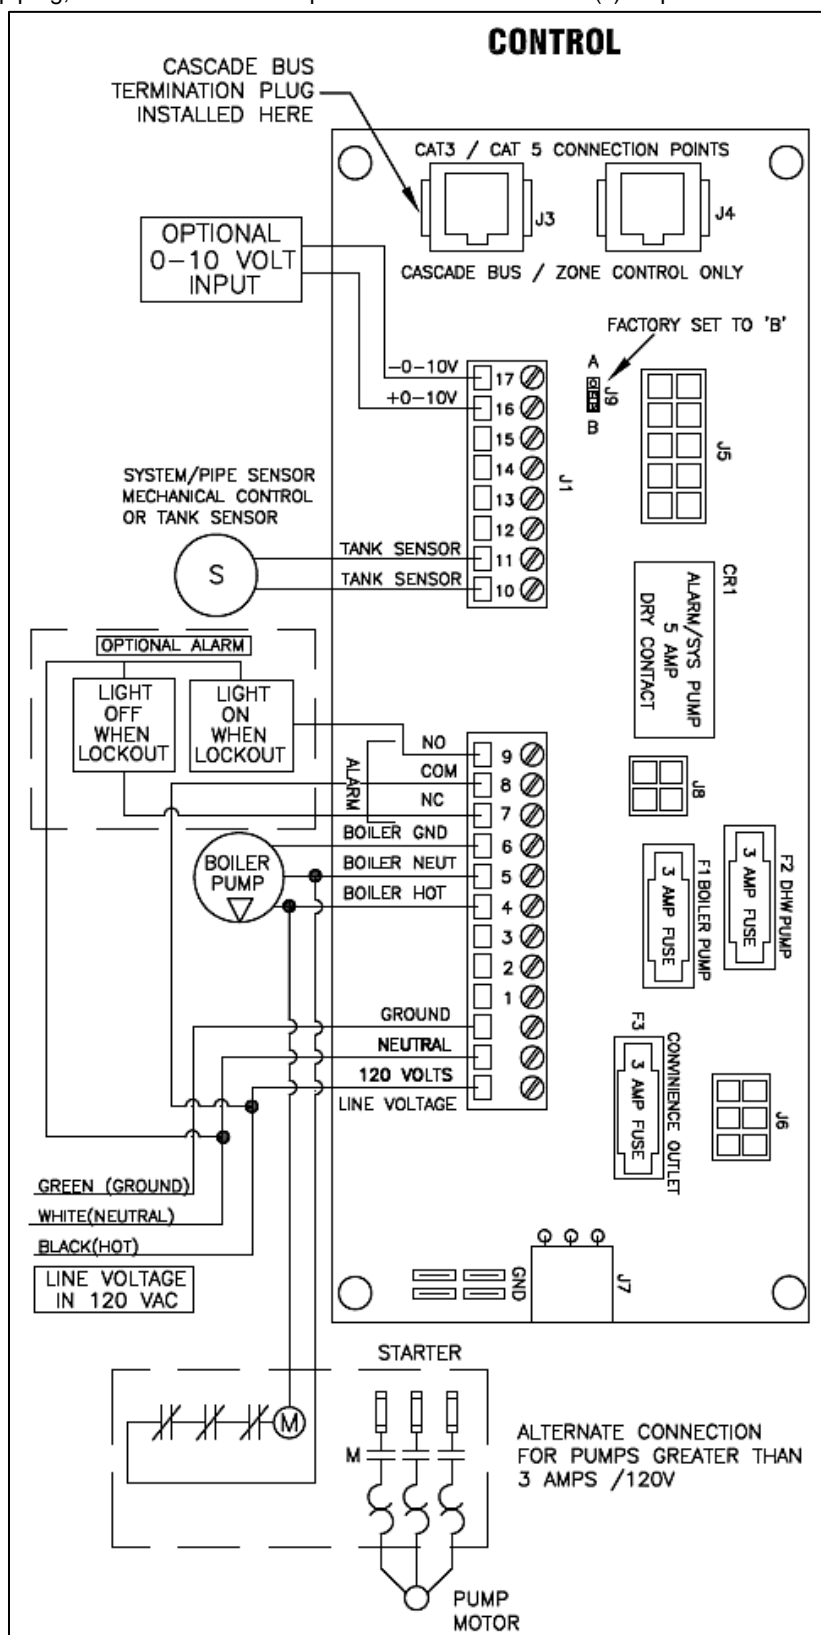 CONTROL
CASCADE BUS
TERMINATION PLUG
INSTALLED HERE
CAT3 / CAT 5 CONNECTION POINTS
J3
J4
OPTIONAL
0-10 VOLT
INPUT
CASCADE BUS / ZONE CONTROL ONLY
FACTORY SET TO 'B'
A
J9
B
-0-10V
17
+0-10V
16
15
14
13
12
J1
J5
SYSTEM/PIPE SENSOR
MECHANICAL CONTROL
OR TANK SENSOR
S
TANK SENSOR
11
TANK SENSOR
10
CR1
ALARM/SYS PUMP
5 AMP
DRY CONTACT
OPTIONAL ALARM
LIGHT
OFF
WHEN
LOCKOUT
LIGHT
ON
WHEN
LOCKOUT
ALARM
NO
9
COM
8
NC
7
J8
BOILER
PUMP
BOILER GND
6
BOILER NEUT
5
BOILER HOT
4
3
2
1
F1 BOILER PUMP
3 AMP FUSE
F2 DHW PUMP
3 AMP FUSE
GROUND
NEUTRAL
120 VOLTS
LINE VOLTAGE
F3
CONVINIENCE OUTLET
3 AMP FUSE
J6
GREEN (GROUND)
WHITE(NEUTRAL)
BLACK(HOT)
LINE VOLTAGE
IN 120 VAC
GND
J7
STARTER
M
M
ALTERNATE CONNECTION
FOR PUMPS GREATER THAN
3 AMPS /120V
PUMP
MOTOR